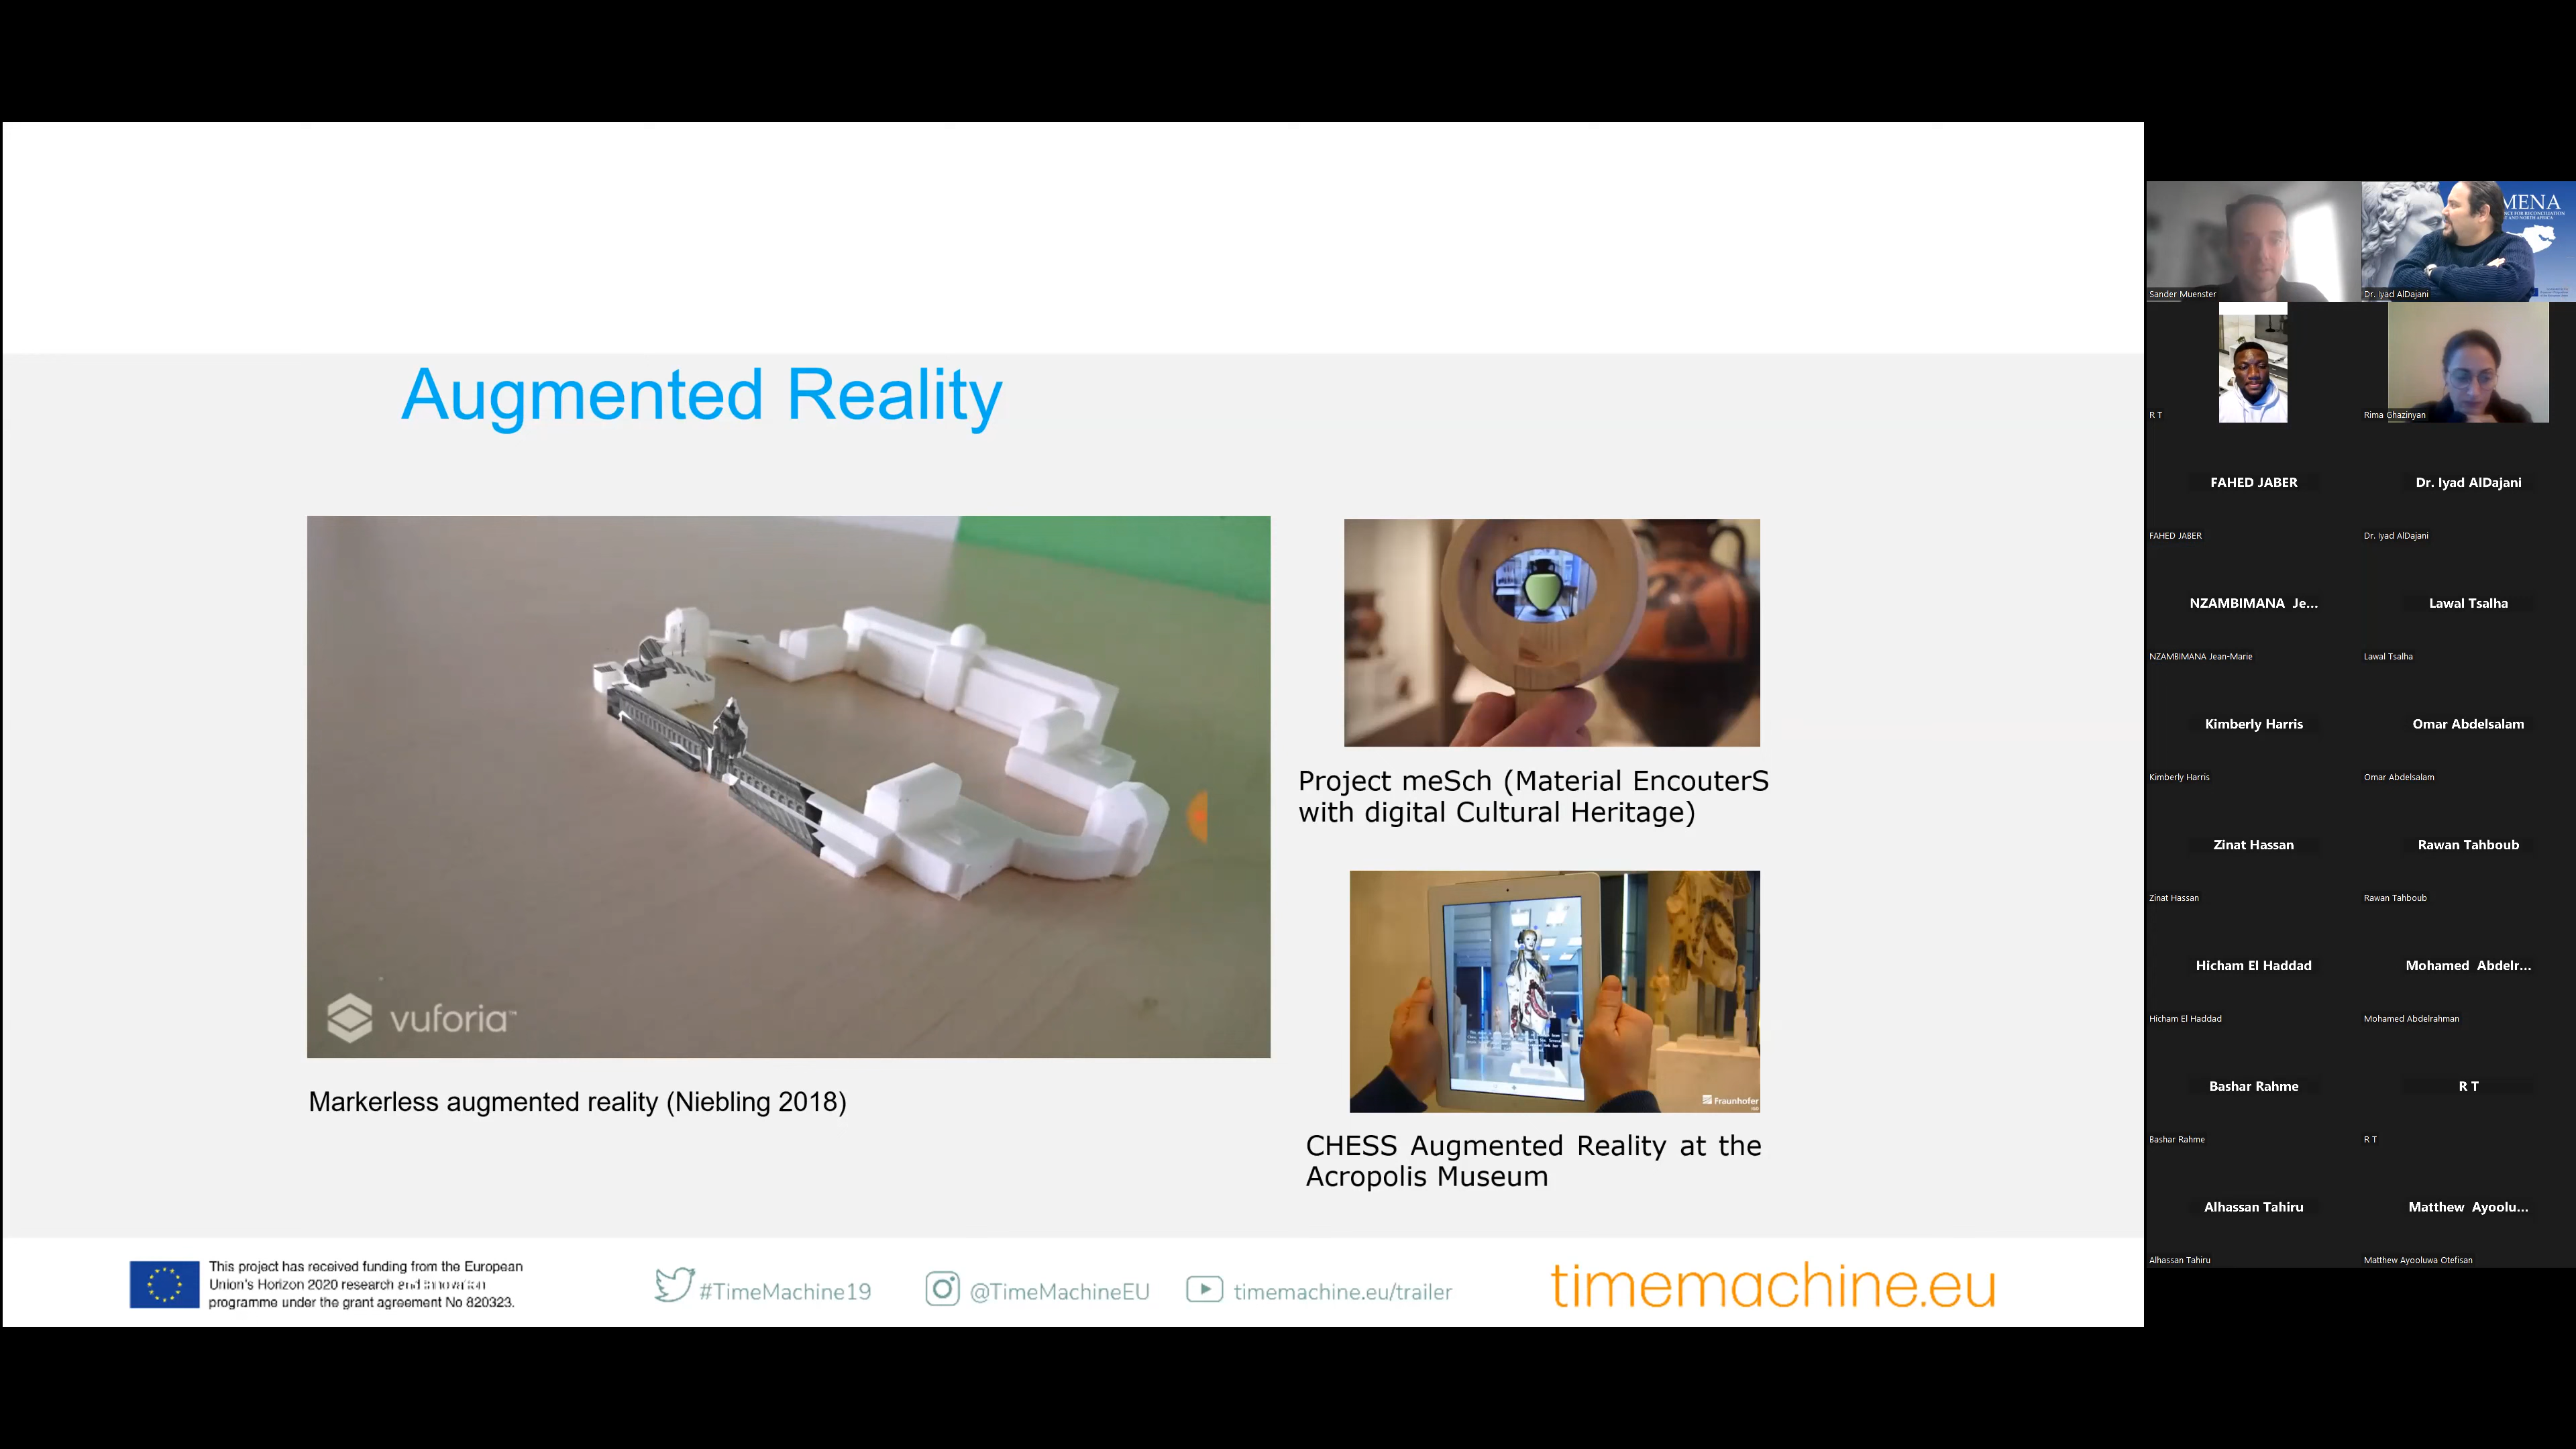 Augmented Reality
vuforia™
Markerless augmented reality (Niebling 2018)
Project meSch (Material EncouterS
with digital Cultural Heritage)
Fraunhofer
CHESS Augmented Reality at the
Acropolis Museum
This project has received funding from the European
Union's Horizon 2020 research and innovation
programme under the grant agreement No 820323.
#TimeMachine19
@TimeMachineEU
timemachine.eu/trailer
timemachine.eu
Sander Muenster
MENA
Dr. Iyad AlDajani
R T
Rima Ghazinyan
FAHED JABER
Dr. Iyad AlDajani
FAHED JABER
Dr. Iyad AlDajani
NZAMBIMANA Je...
Lawal Tsalha
NZAMBIMANA Jean-Marie
Lawal Tsalha
Kimberly Harris
Omar Abdelsalam
Kimberly Harris
Omar Abdelsalam
Zinat Hassan
Rawan Tahboub
Zinat Hassan
Rawan Tahboub
Hicham El Haddad
Mohamed Abdelr...
Hicham El Haddad
Mohamed Abdelrahman
Bashar Rahme
R T
Bashar Rahme
R T
Alhassan Tahiru
Matthew Ayoolu...
Alhassan Tahiru
Matthew Ayooluwa Otefisan